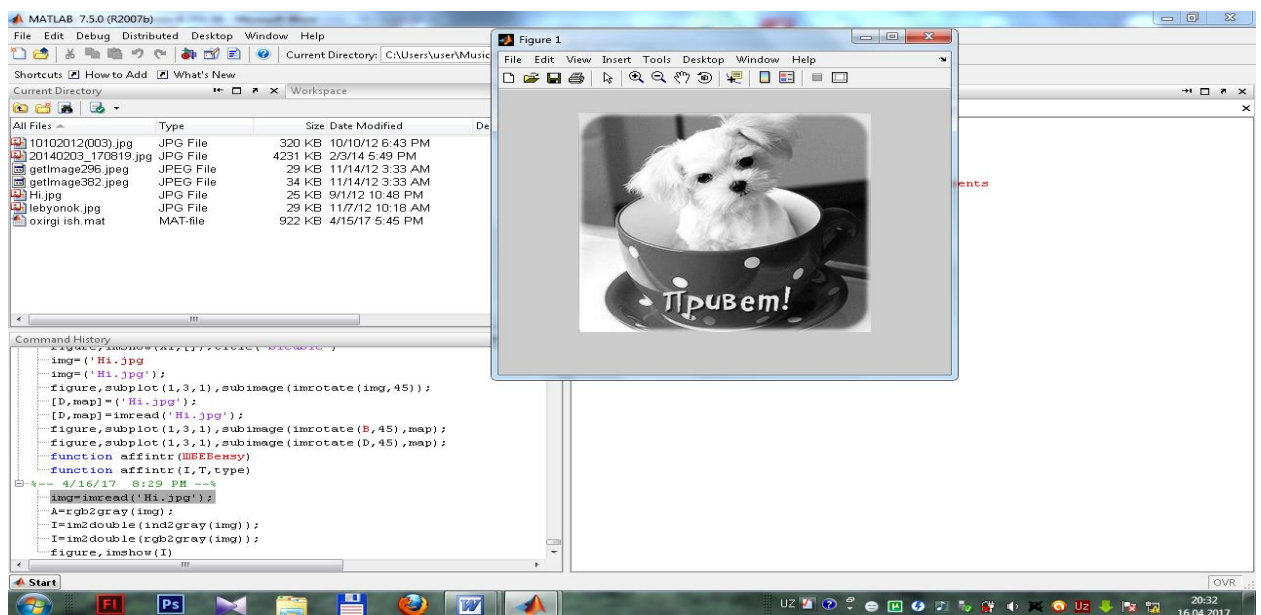 MATLAB 7.5.0 (R2007b)
File Edit Debug Distributed Desktop Window Help
Current Directory: C:\Users\user\Music
Shortcuts How to Add What's New
Current Directory Workspace
All Files Type Size Date Modified De
10102012(003).jpg JPG File 320 KB 10/10/12 6:43 PM
20140203_170819.jpg JPG File 4231 KB 2/3/14 5:49 PM
getImage296.jpeg JPEG File 29 KB 11/14/12 3:33 AM
getImage382.jpeg JPEG File 34 KB 11/14/12 3:33 AM
Hi.jpg JPG File 25 KB 9/1/12 10:48 PM
lebyonok.jpg JPG File 29 KB 11/7/12 10:18 AM
oxirgi ish.mat MAT-file 922 KB 4/15/17 5:45 PM
Figure 1
File Edit View Insert Tools Desktop Window Help
Привет!
ents
Command History
img=('Hi.jpg
img=('Hi.jpg');
figure,subplot(1,3,1),subimage(imrotate(img,45));
[D,map]=('Hi.jpg');
[D,map]=imread('Hi.jpg');
figure,subplot(1,3,1),subimage(imrotate(B,45),map);
figure,subplot(1,3,1),subimage(imrotate(D,45),map);
function affintr(
function affintr(I,T,type)
%-- 4/16/17 8:29 PM --%
img=imread('Hi.jpg');
A=rgb2gray(img);
I=im2double(ind2gray(img));
I=im2double(rgb2gray(img));
figure,imshow(I)
Start
OVR
Fl
Ps
W
UZ
Uz
20:32
16.04.2017